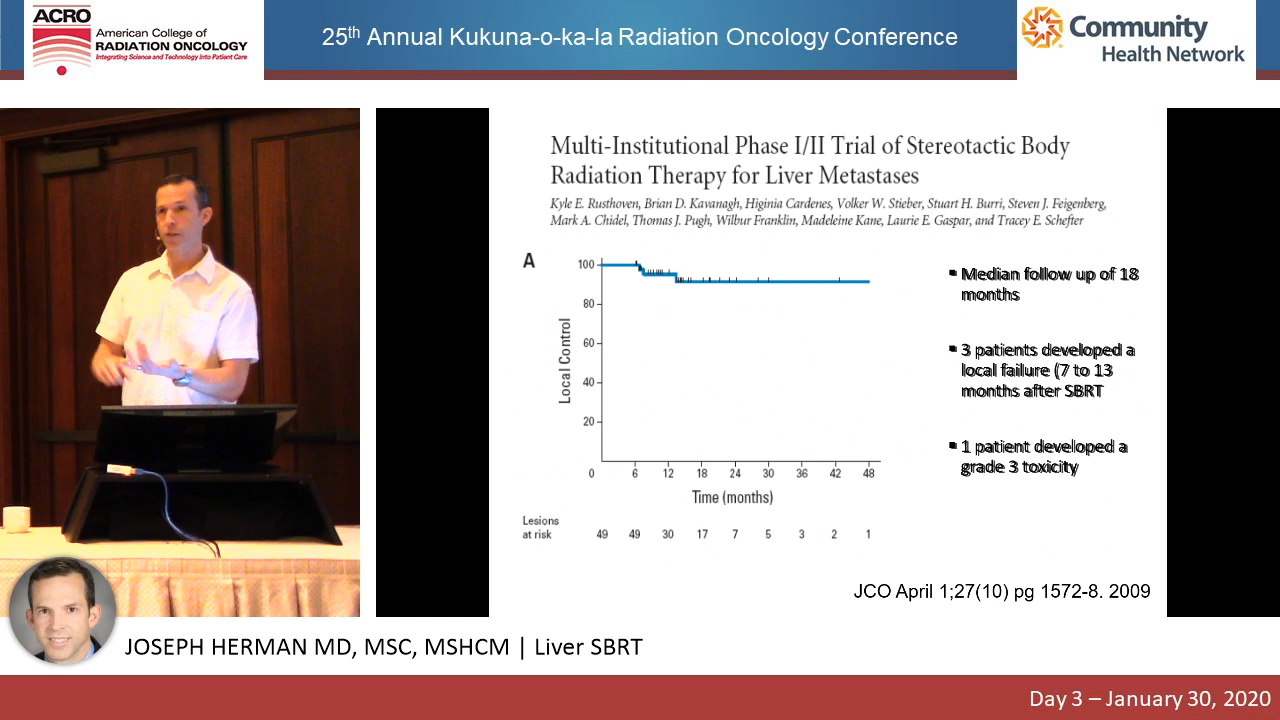 ACRO
American College of
RADIATION ONCOLOGY
Integrating Science and Technology Into Patient Care
25th Annual Kukuna-o-ka-la Radiation Oncology Conference
Community
Health Network
Multi-Institutional Phase I/II Trial of Stereotactic Body
Radiation Therapy for Liver Metastases
Kyle E. Rusthoven, Brian D. Kavanagh, Higinia Cardenes, Volker W. Stieber, Stuart H. Burri, Steven J. Feigenberg,
Mark A. Chidel, Thomas J. Pugh, Wilbur Franklin, Madeleine Kane, Laurie E. Gaspar, and Tracey E. Schefter
A
100
80
60
40
20
Local Control
0 6 12 18 24 30 36 42 48
Time (months)
Lesions
at risk 49 49 30 17 7 5 3 2 1
▪ Median follow up of 18
months
▪ 3 patients developed a
local failure (7 to 13
months after SBRT
▪ 1 patient developed a
grade 3 toxicity
JCO April 1;27(10) pg 1572-8. 2009
JOSEPH HERMAN MD, MSC, MSHCM | Liver SBRT
Day 3 – January 30, 2020